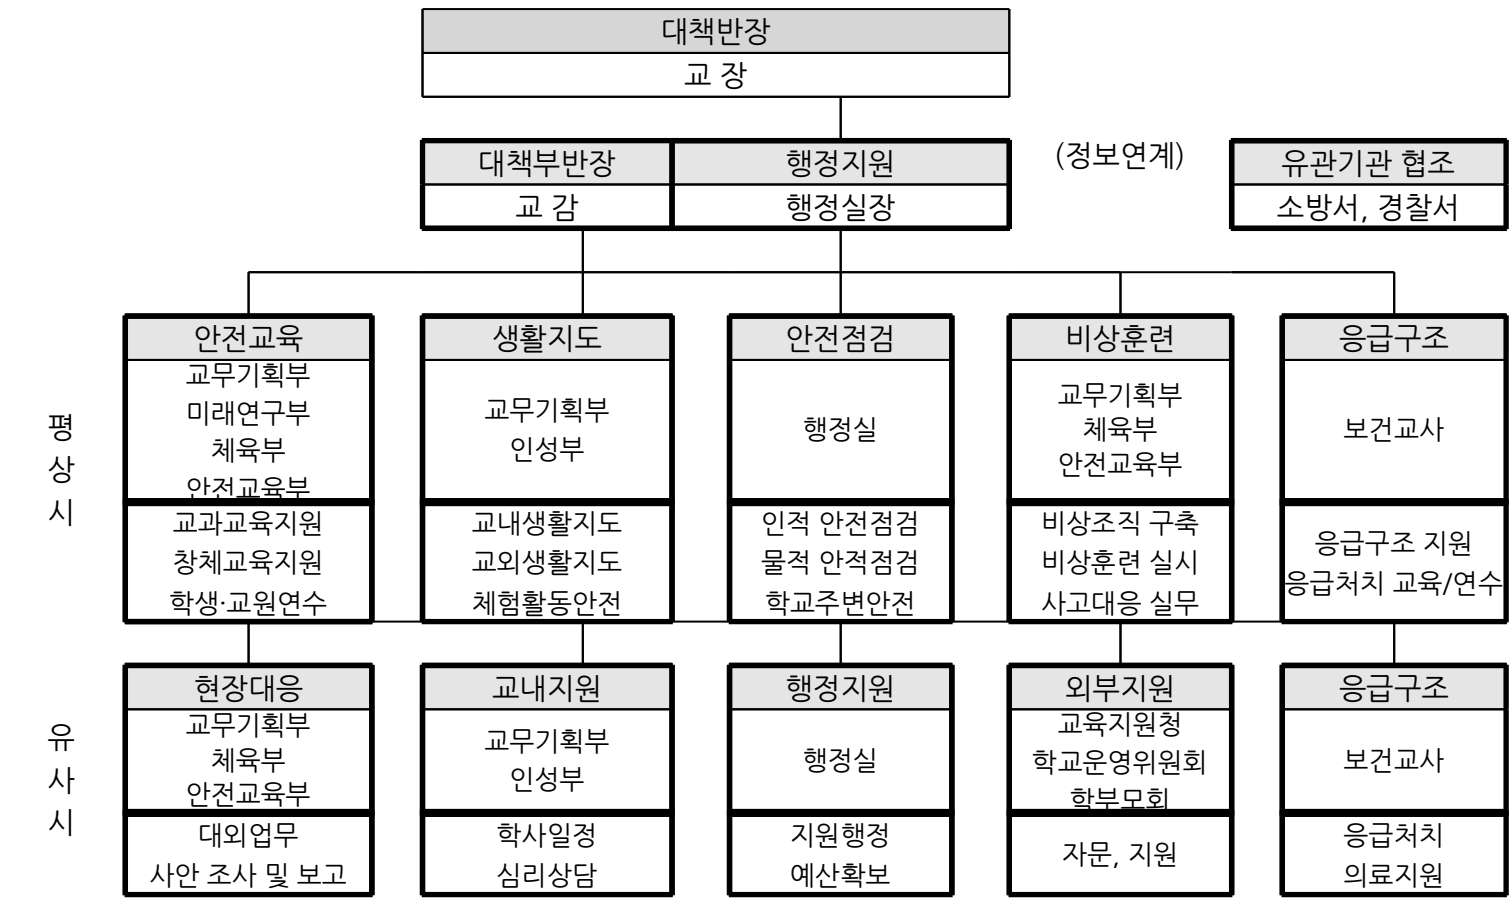 대책반장
교 장
대책부반장
행정지원
(정보연계)
유관기관 협조
교 감
행정실장
소방서, 경찰서
평
상
시
안전교육
교무기획부
미래연구부
체육부
안전교육부
교과교육지원
창체교육지원
학생·교원연수
생활지도
교무기획부
인성부
교내생활지도
교외생활지도
체험활동안전
안전점검
행정실
인적 안전점검
물적 안적점검
학교주변안전
비상훈련
교무기획부
체육부
안전교육부
비상조직 구축
비상훈련 실시
사고대응 실무
응급구조
보건교사
응급구조 지원
응급처치 교육/연수
유
사
시
현장대응
교무기획부
체육부
안전교육부
대외업무
사안 조사 및 보고
교내지원
교무기획부
인성부
학사일정
심리상담
행정지원
행정실
지원행정
예산확보
외부지원
교육지원청
학교운영위원회
학부모회
자문, 지원
응급구조
보건교사
응급처치
의료지원